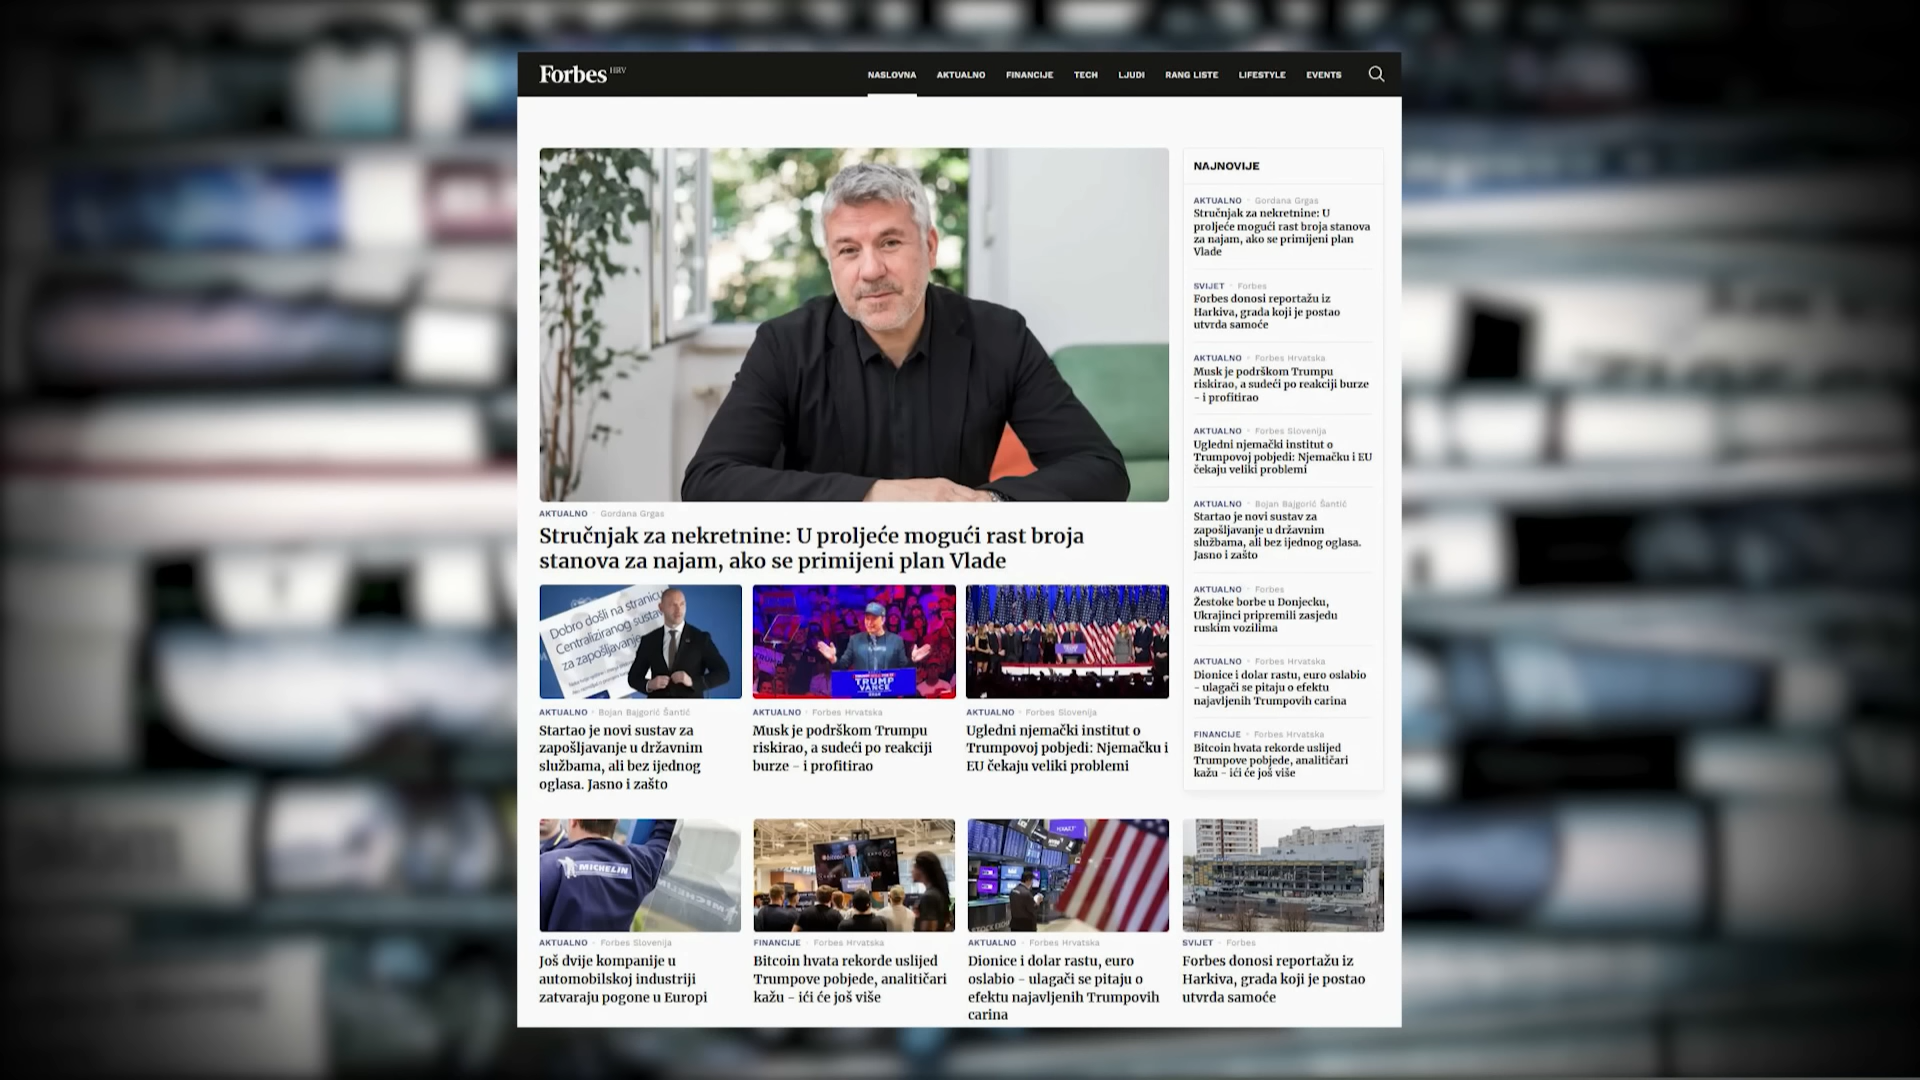 Forbes HRV
NASLOVNA AKTUALNO FINANCIJE TECH LJUDI RANG LISTE LIFESTYLE EVENTS
AKTUALNO · Gordana Grgas
Stručnjak za nekretnine: U proljeće mogući rast broja
stanova za najam, ako se primijeni plan Vlade
Dobro došli na stranicu
Centraliziranog sustava
za zapošljavanje
AKTUALNO · Bojan Bajgorić Šantić
Startao je novi sustav za
zapošljavanje u državnim
službama, ali bez ijednog
oglasa. Jasno i zašto
TRUMP
VANCE
AKTUALNO · Forbes Hrvatska
Musk je podrškom Trumpu
riskirao, a sudeći po reakciji
burze – i profitirao
AKTUALNO · Forbes Slovenija
Ugledni njemački institut o
Trumpovoj pobjedi: Njemačku i
EU čekaju veliki problemi
NAJNOVIJE
AKTUALNO · Gordana Grgas
Stručnjak za nekretnine: U
proljeće mogući rast broja stanova
za najam, ako se primijeni plan
Vlade
SVIJET · Forbes
Forbes donosi reportažu iz
Harkiva, grada koji je postao
utvrda samoće
AKTUALNO · Forbes Hrvatska
Musk je podrškom Trumpu
riskirao, a sudeći po reakciji burze
– i profitirao
AKTUALNO · Forbes Slovenija
Ugledni njemački institut o
Trumpovoj pobjedi: Njemačku i EU
čekaju veliki problemi
AKTUALNO · Bojan Bajgorić Šantić
Startao je novi sustav za
zapošljavanje u državnim
službama, ali bez ijednog oglasa.
Jasno i zašto
AKTUALNO · Forbes
Žestoke borbe u Donjecku,
Ukrajinci pripremili zasjedu
ruskim vozilima
AKTUALNO · Forbes Hrvatska
Dionice i dolar rastu, euro oslabio
– ulagači se pitaju o efektu
najavljenih Trumpovih carina
FINANCIJE · Forbes Hrvatska
Bitcoin hvata rekorde uslijed
Trumpove pobjede, analitičari
kažu – ići će još više
MICHELIN
AKTUALNO · Forbes Slovenija
Još dvije kompanije u
automobilskoj industriji
zatvaraju pogone u Europi
FINANCIJE · Forbes Hrvatska
Bitcoin hvata rekorde uslijed
Trumpove pobjede, analitičari
kažu – ići će još više
AKTUALNO · Forbes Hrvatska
Dionice i dolar rastu, euro
oslabio – ulagači se pitaju o
efektu najavljenih Trumpovih
carina
SVIJET · Forbes
Forbes donosi reportažu iz
Harkiva, grada koji je postao
utvrda samoće